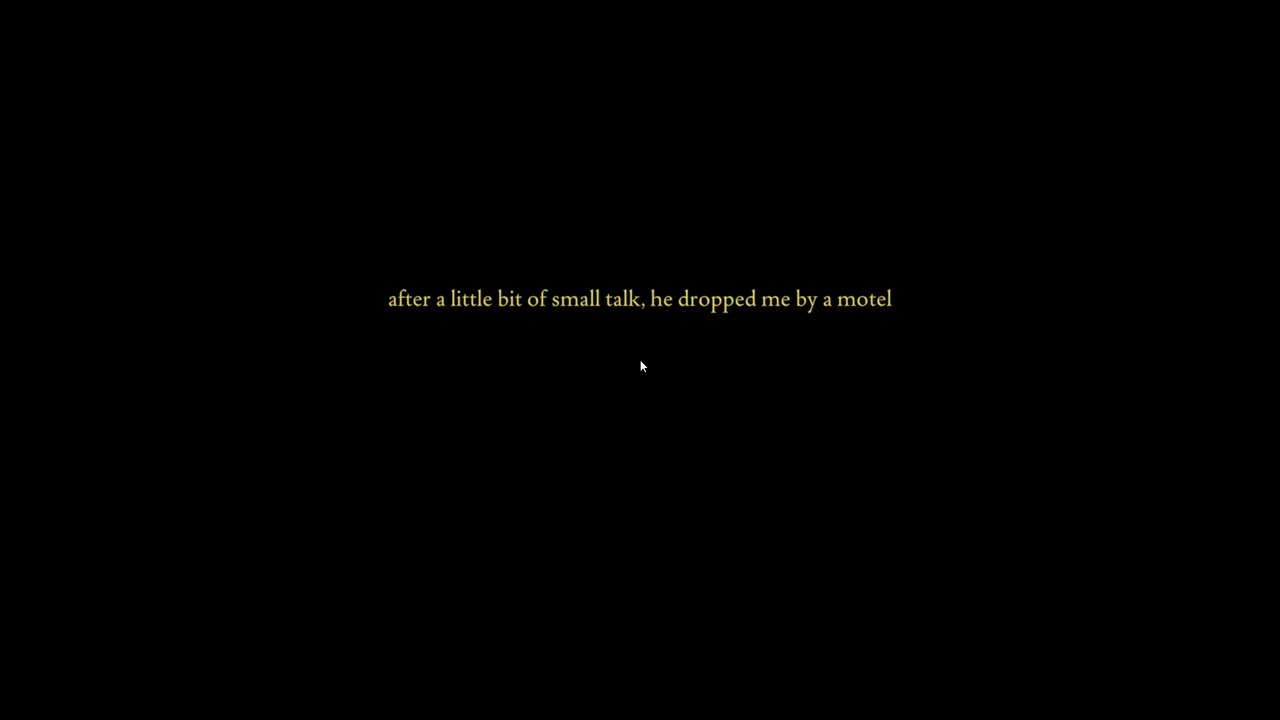 after a little bit of small talk, he dropped me by a motel